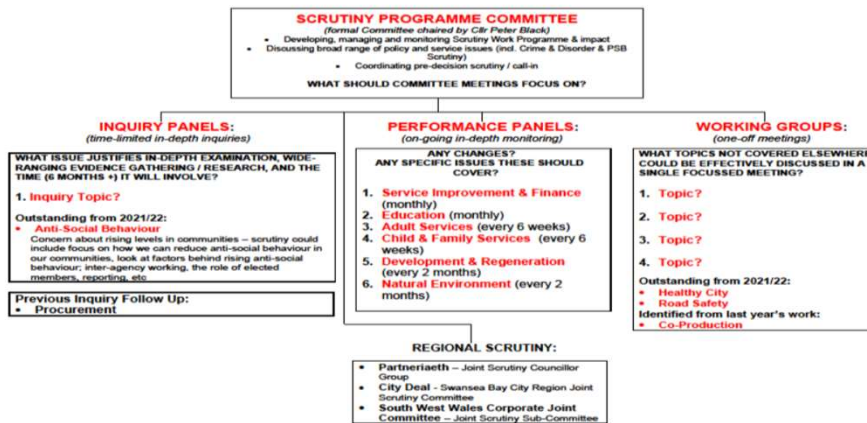 SCRUTINY PROGRAMME COMMITTEE
(formal Committee chaired by Cllr Peter Black)
• Developing, managing and monitoring Scrutiny Work Programme & impact
• Discussing broad range of policy and service issues (incl. Crime & Disorder & PSB
Scrutiny)
• Coordinating pre-decision scrutiny / call-in
WHAT SHOULD COMMITTEE MEETINGS FOCUS ON?
INQUIRY PANELS:
(time-limited in-depth inquiries)
WHAT ISSUE JUSTIFIES IN-DEPTH EXAMINATION, WIDE-
RANGING EVIDENCE GATHERING / RESEARCH, AND THE
TIME (6 MONTHS +) IT WILL INVOLVE?
1. Inquiry Topic?
Outstanding from 2021/22:
• Anti-Social Behaviour
Concern about rising levels in communities – scrutiny could
include focus on how we can reduce anti-social behaviour in
our communities, look at factors behind rising anti-social
behaviour; inter-agency working, the role of elected
members, reporting, etc
Previous Inquiry Follow Up:
• Procurement
PERFORMANCE PANELS:
(on-going in-depth monitoring)
ANY CHANGES?
ANY SPECIFIC ISSUES THESE SHOULD
COVER?
1. Service Improvement & Finance
(monthly)
2. Education (monthly)
3. Adult Services (every 6 weeks)
4. Child & Family Services (every 6
weeks)
5. Development & Regeneration
(every 2 months)
6. Natural Environment (every 2
months)
WORKING GROUPS:
(one-off meetings)
WHAT TOPICS NOT COVERED ELSEWHERE
COULD BE EFFECTIVELY DISCUSSED IN A
SINGLE FOCUSSED MEETING?
1. Topic?
2. Topic?
3. Topic?
4. Topic?
Outstanding from 2021/22:
• Healthy City
• Road Safety
Identified from last year's work:
• Co-Production
REGIONAL SCRUTINY:
• Partneriaeth – Joint Scrutiny Councillor
Group
• City Deal - Swansea Bay City Region Joint
Scrutiny Committee
• South West Wales Corporate Joint
Committee – Joint Scrutiny Sub-Committee